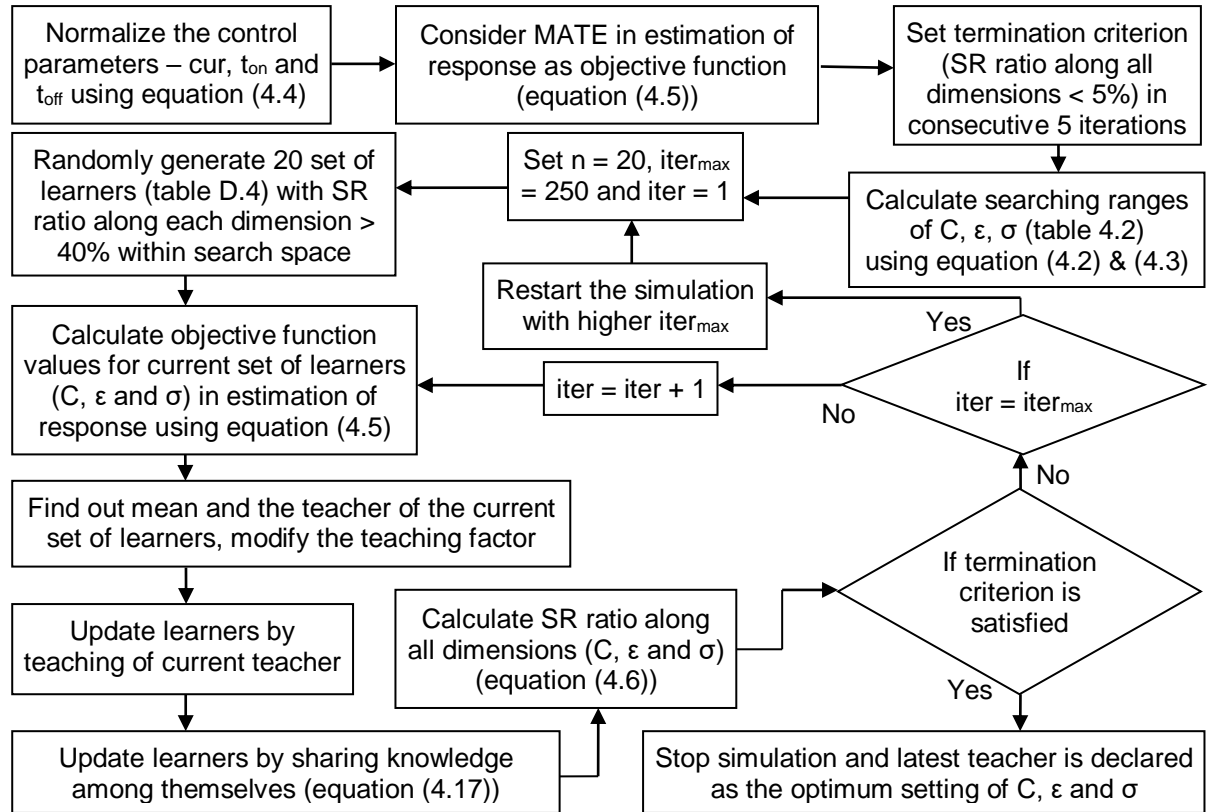 Normalize the control
parameters – cur, ton and
toff using equation (4.4)
Consider MATE in estimation of
response as objective function
(equation (4.5))
Set termination criterion
(SR ratio along all
dimensions < 5%) in
consecutive 5 iterations
Calculate searching ranges
of C, ε, σ (table 4.2)
using equation (4.2) & (4.3)
Set n = 20, itermax
= 250 and iter = 1
Randomly generate 20 set of
learners (table D.4) with SR
ratio along each dimension >
40% within search space
Calculate objective function
values for current set of learners
(C, ε and σ) in estimation of
response using equation (4.5)
Find out mean and the teacher of the current
set of learners, modify the teaching factor
Update learners by
teaching of current teacher
Update learners by sharing knowledge
among themselves (equation (4.17))
Calculate SR ratio along
all dimensions (C, ε and σ)
(equation (4.6))
If termination
criterion is
satisfied
Yes
Stop simulation and latest teacher is declared
as the optimum setting of C, ε and σ
No
If
iter = itermax
No
iter = iter + 1
Yes
Restart the simulation
with higher itermax